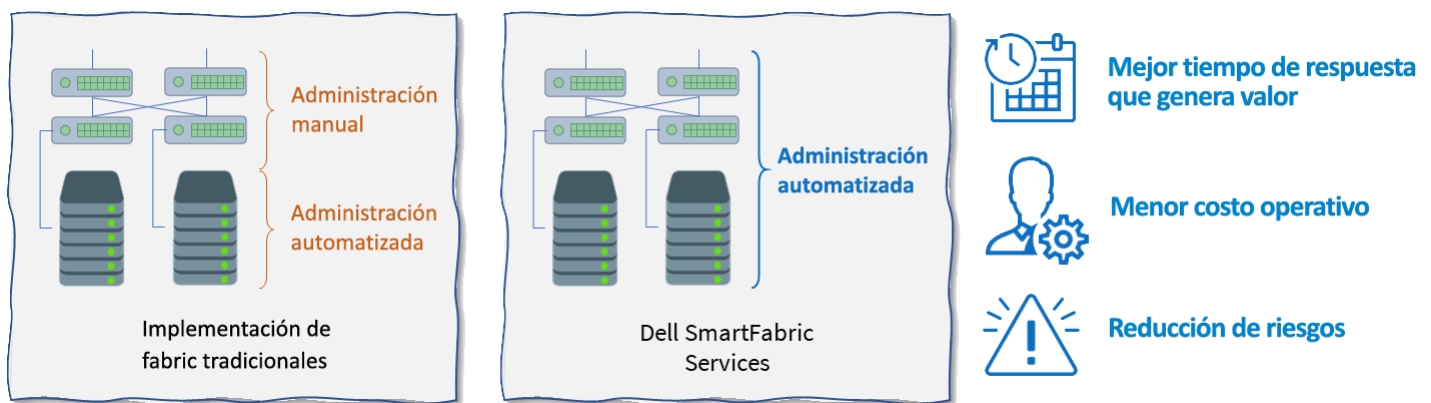 Administración
manual
Administración
automatizada
Implementación de
fabric tradicionales
Administración
automatizada
Dell SmartFabric
Services
Mejor tiempo de respuesta
que genera valor
Menor costo operativo
Reducción de riesgos